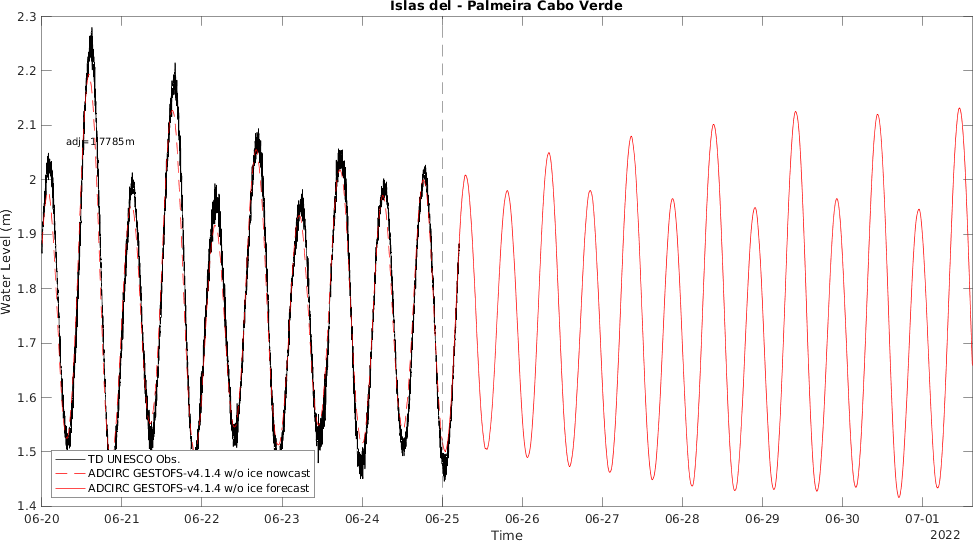 Islas del - Palmeira Cabo Verde
2.3
2.2
2.1
2
1.9
1.8
1.7
1.6
1.5
1.4
Water Level (m)
adj=1.7785m
TD UNESCO Obs.
ADCIRC GESTOFS-v4.1.4 w/o ice nowcast
ADCIRC GESTOFS-v4.1.4 w/o ice forecast
06-20 06-21 06-22 06-23 06-24 06-25 06-26 06-27 06-28 06-29 06-30 07-01
2022
Time